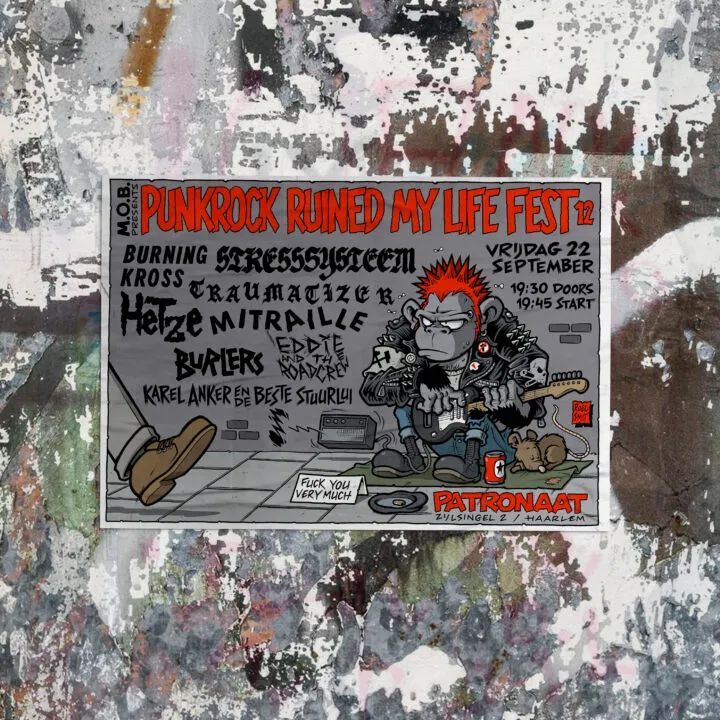 M.O.B.
PRESENTS
PUNKROCK RUINED MY LIFE FEST 12
BURNING
KROSS
STRESSSYSTEEM
TRAUMATIZER
HETZE
MITRAILLE
BURLERS
EDDIE
AND THE
ROADCREW
KAREL ANKER EN DE BESTE STUURLUI
VRIJDAG 22
SEPTEMBER
19:30 DOORS
19:45 START
ROEL
SMIT
FUCK YOU
VERY MUCH
PATRONAAT
ZIJLSINGEL 2 / HAARLEM